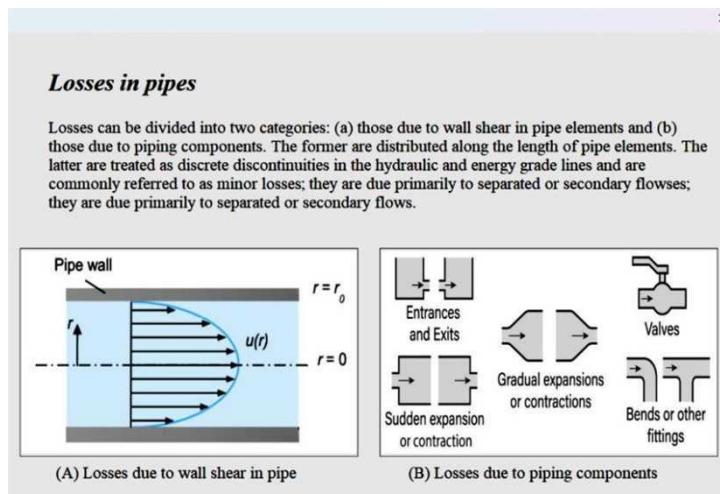 Losses in pipes
Losses can be divided into two categories: (a) those due to wall shear in pipe elements and (b)
those due to piping components. The former are distributed along the length of pipe elements. The
latter are treated as discrete discontinuities in the hydraulic and energy grade lines and are
commonly referred to as minor losses; they are due primarily to separated or secondary flowses;
they are due primarily to separated or secondary flows.
Pipe wall
r = r0
r
u(r)
r = 0
(A) Losses due to wall shear in pipe
Entrances
and Exits
Sudden expansion
or contraction
Gradual expansions
or contractions
Valves
Bends or other
fittings
(B) Losses due to piping components